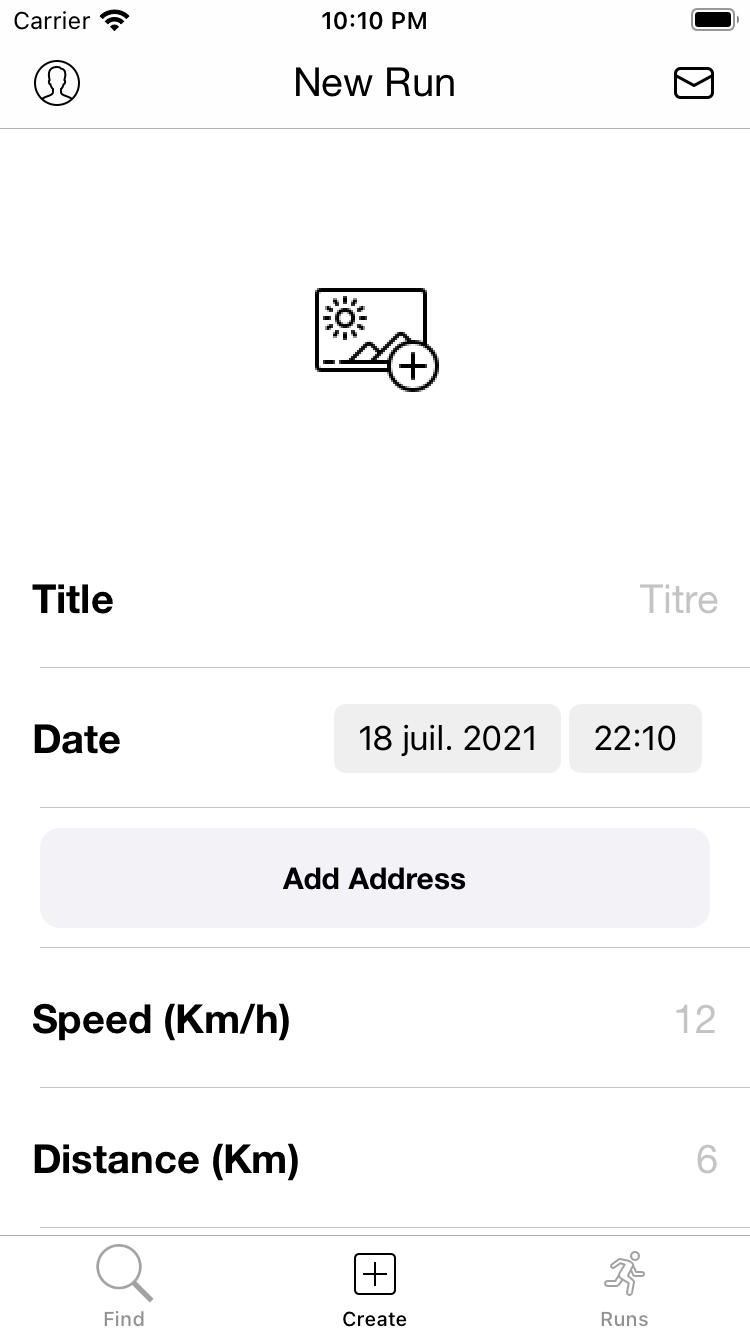 Carrier 10:10 PM
New Run
Title Titre
Date 18 juil. 2021 22:10
Add Address
Speed (Km/h) 12
Distance (Km) 6
Find Create Runs